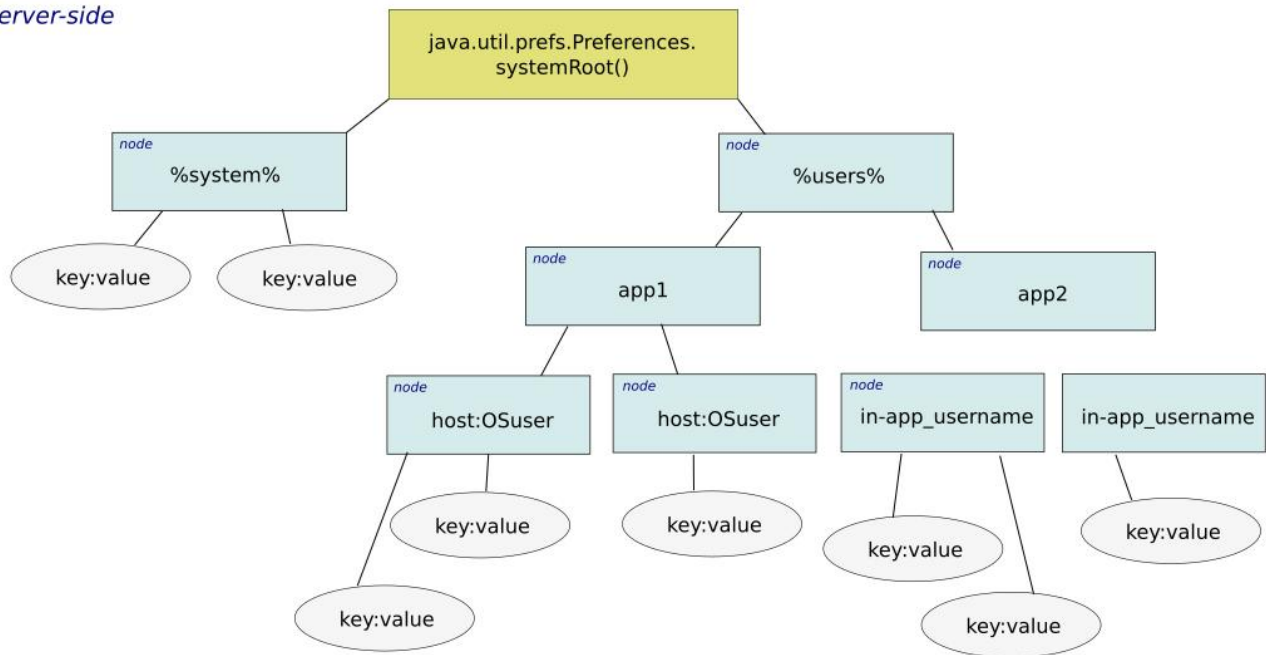 erver-side
java.util.prefs.Preferences.
systemRoot()
node
%system%
node
%users%
key:value
key:value
node
app1
node
app2
node
host:OSuser
node
host:OSuser
node
in-app_username
in-app_username
key:value
key:value
key:value
key:value
key:value
key:value